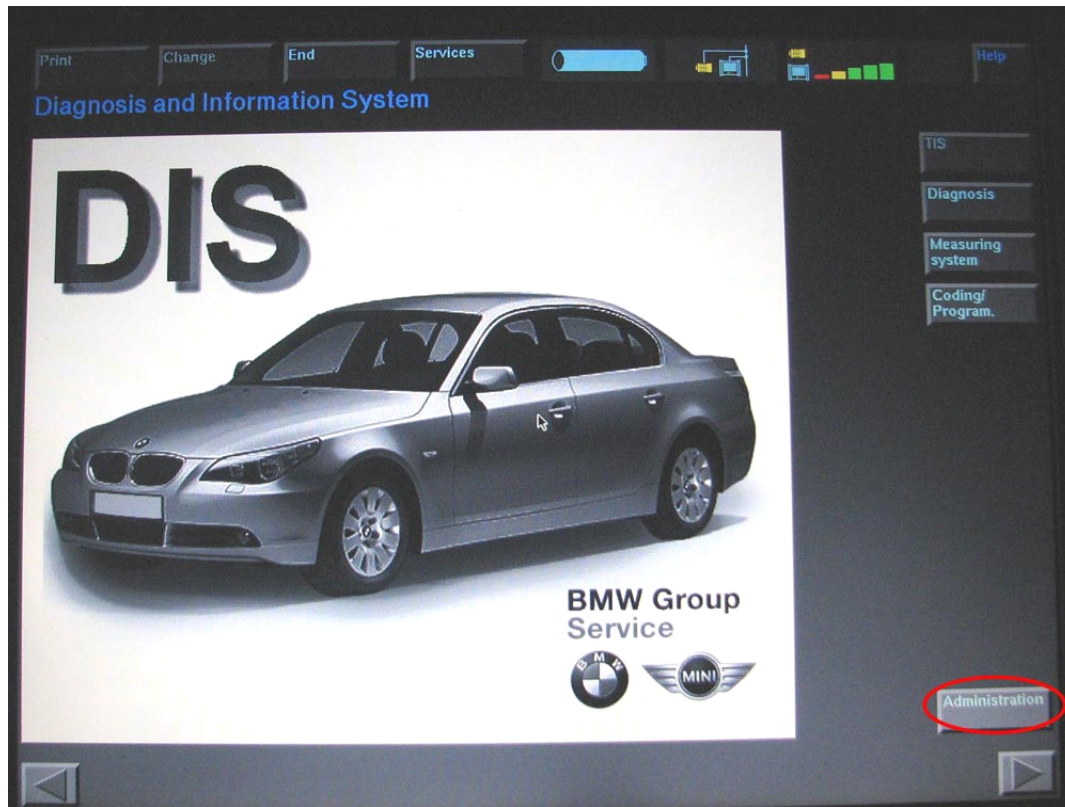 Print
Change
End
Services
Help
Diagnosis and Information System
DIS
TIS
Diagnosis
Measuring
system
Coding/
Program.
BMW Group
Service
BMW
MINI
Administration